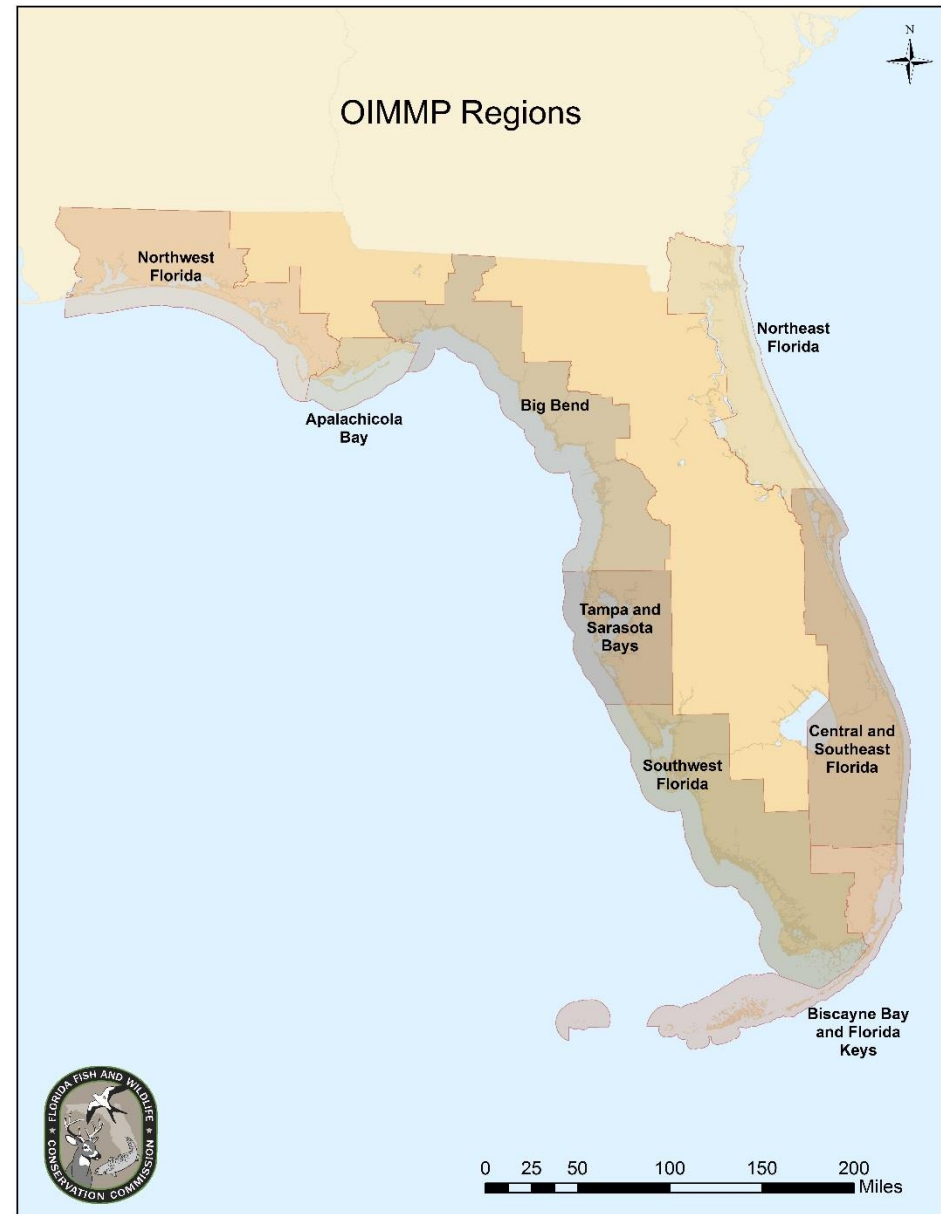 N
OIMMP Regions
Northwest
Florida
Northeast
Florida
Apalachicola
Bay
Big Bend
Tampa and
Sarasota
Bays
Central and
Southeast
Florida
Southwest
Florida
Biscayne Bay
and Florida
Keys
FLORIDA FISH AND WILDLIFE
CONSERVATION COMMISSION
0 25 50 100 150 200
Miles